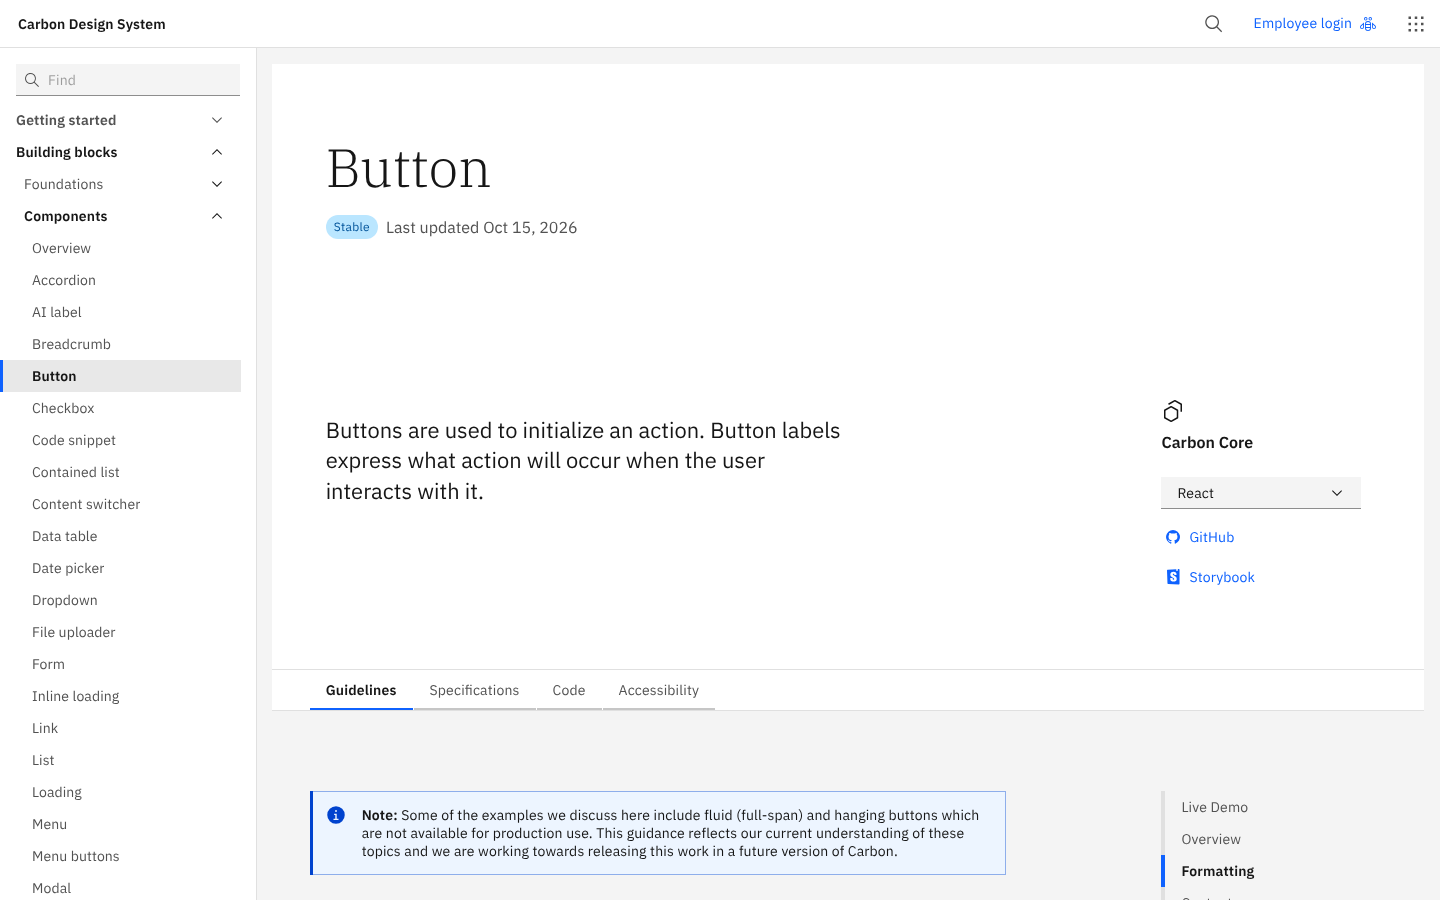 Carbon Design System
Employee login
Find
Getting started
Building blocks
Foundations
Components
Overview
Accordion
AI label
Breadcrumb
Button
Checkbox
Code snippet
Contained list
Content switcher
Data table
Date picker
Dropdown
File uploader
Form
Inline loading
Link
List
Loading
Menu
Menu buttons
Modal
Button
Stable
Last updated Oct 15, 2026
Buttons are used to initialize an action. Button labels
express what action will occur when the user
interacts with it.
Carbon Core
React
GitHub
Storybook
Guidelines
Specifications
Code
Accessibility
Note: Some of the examples we discuss here include fluid (full-span) and hanging buttons which
are not available for production use. This guidance reflects our current understanding of these
topics and we are working towards releasing this work in a future version of Carbon.
Live Demo
Overview
Formatting